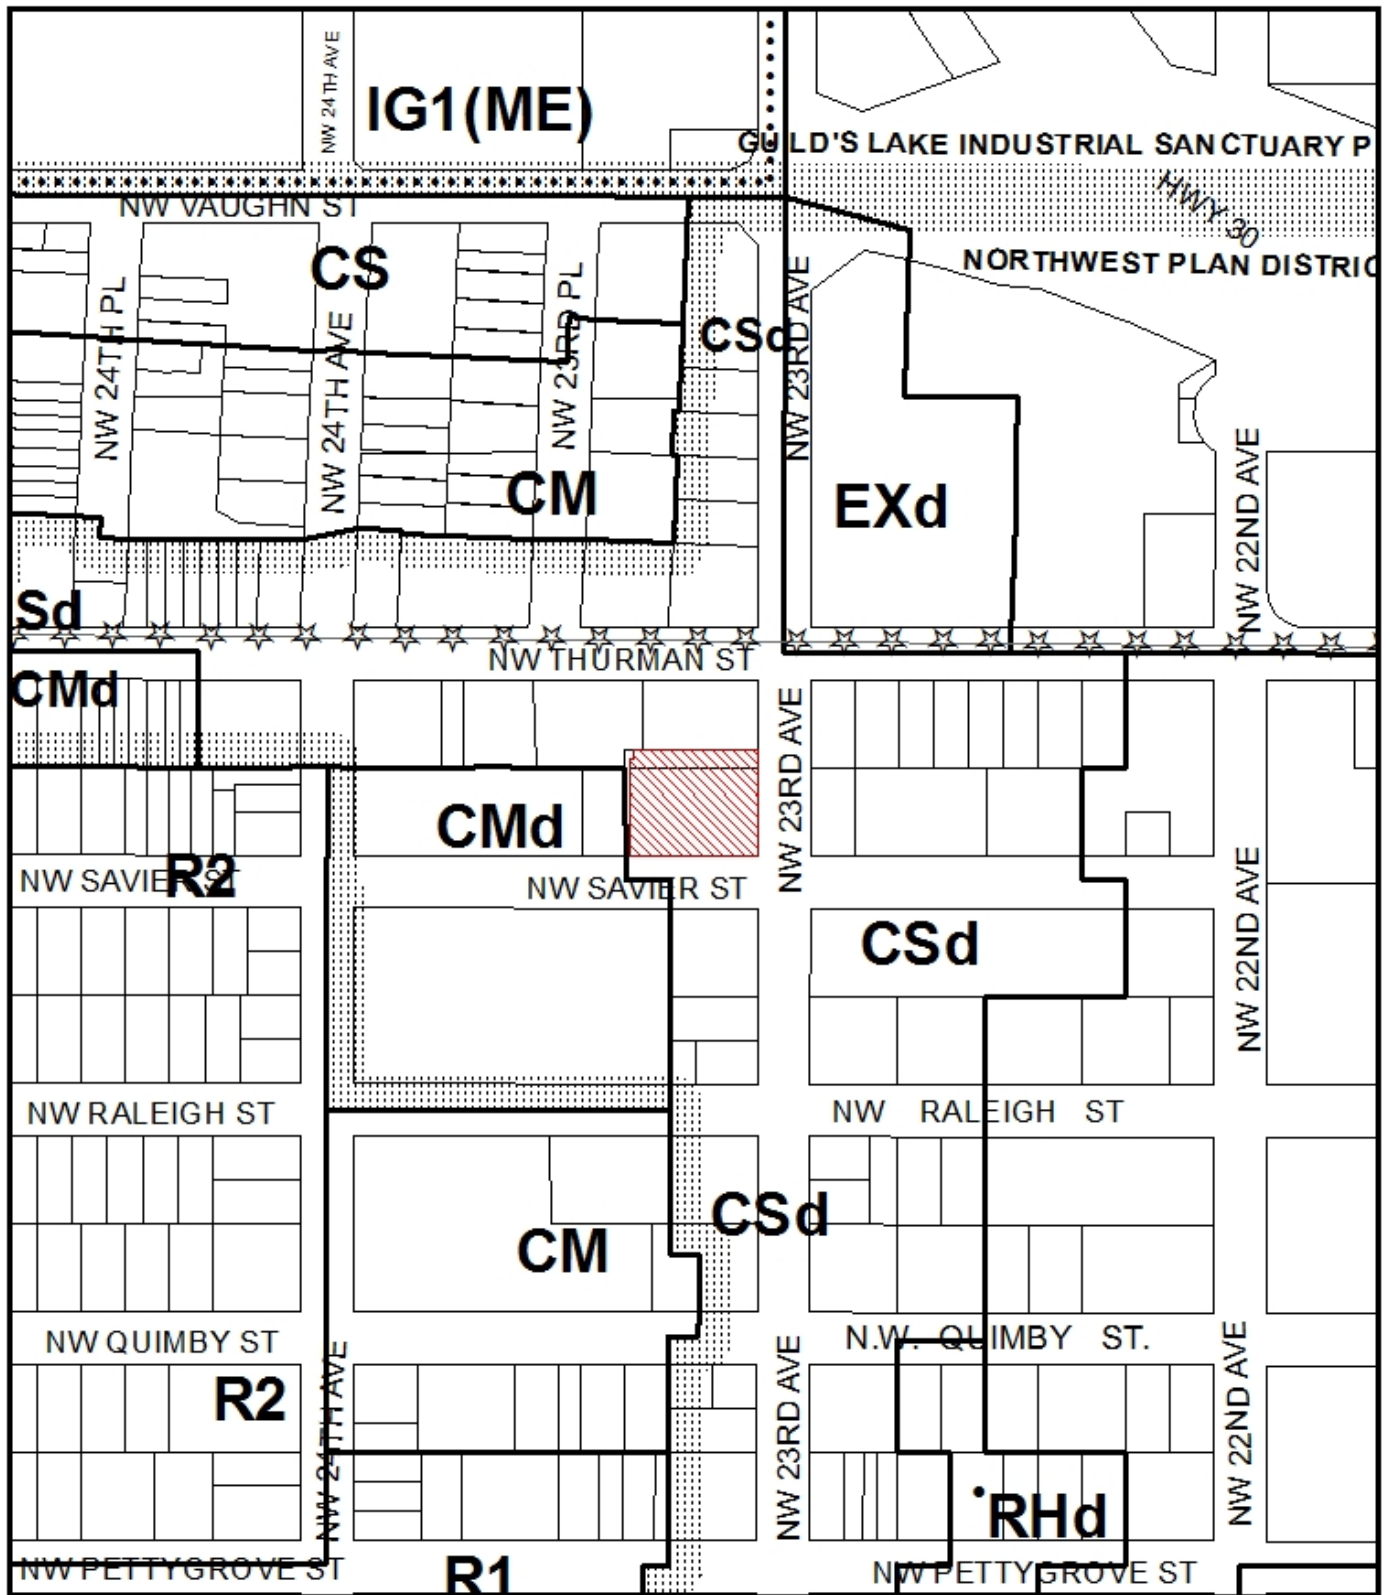 NW 24TH AVE
IG1(ME)
GUILD'S LAKE INDUSTRIAL SANCTUARY P
HWY 30
NW VAUGHN ST
NORTHWEST PLAN DISTRIC
CS
NW 24TH PL
NW 24TH AVE
NW 23RD PL
CSd
NW 23RD AVE
CM
EXd
NW 22ND AVE
Sd
NW THURMAN ST
CMd
NW 23RD AVE
CMd
R2
NW SAVIER ST
NW SAVIER ST
CSd
NW 22ND AVE
NW RALEIGH ST
NW RALEIGH ST
CSd
CM
NW QUIMBY ST
N.W. QUIMBY ST.
R2
NW 24TH AVE
NW 23RD AVE
NW 22ND AVE
RHd
NW PETTYGROVE ST
R1
NW PETTYGROVE ST